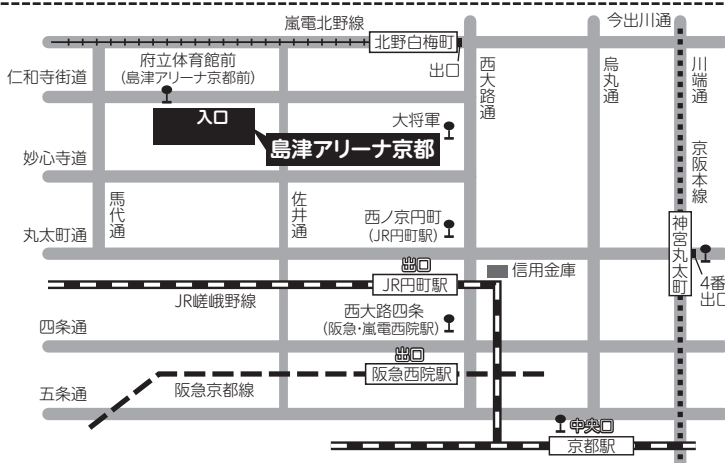 嵐電北野線
今出川通
北野白梅町
出口
仁和寺街道
府立体育館前
(島津アリーナ京都前)
西大路通
烏丸通
川端通
入口
大将軍
島津アリーナ京都
妙心寺道
京阪本線
馬代通
佐井通
西ノ京円町
(JR円町駅)
神宮丸太町
丸太町通
出口
信用金庫
4番
出口
JR円町駅
JR嵯峨野線
西大路四条
(阪急・嵐電西院駅)
四条通
出口
阪急西院駅
阪急京都線
五条通
中央口
京都駅